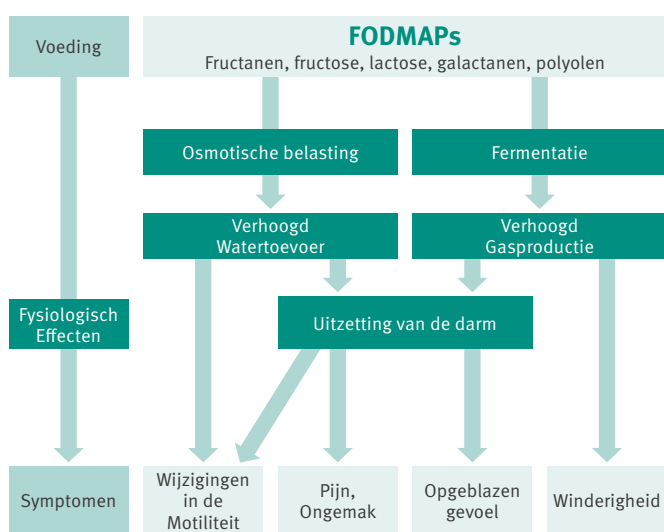 Voeding
FODMAPs
Fructanen, fructose, lactose, galactanen, polyolen
Osmotische belasting
Fermentatie
Verhoogd
Watertoevoer
Verhoogd
Gasproductie
Fysiologisch
Effecten
Uitzetting van de darm
Symptomen
Wijzigingen
in de
Motiliteit
Pijn,
Ongemak
Opgeblazen
gevoel
Winderigheid